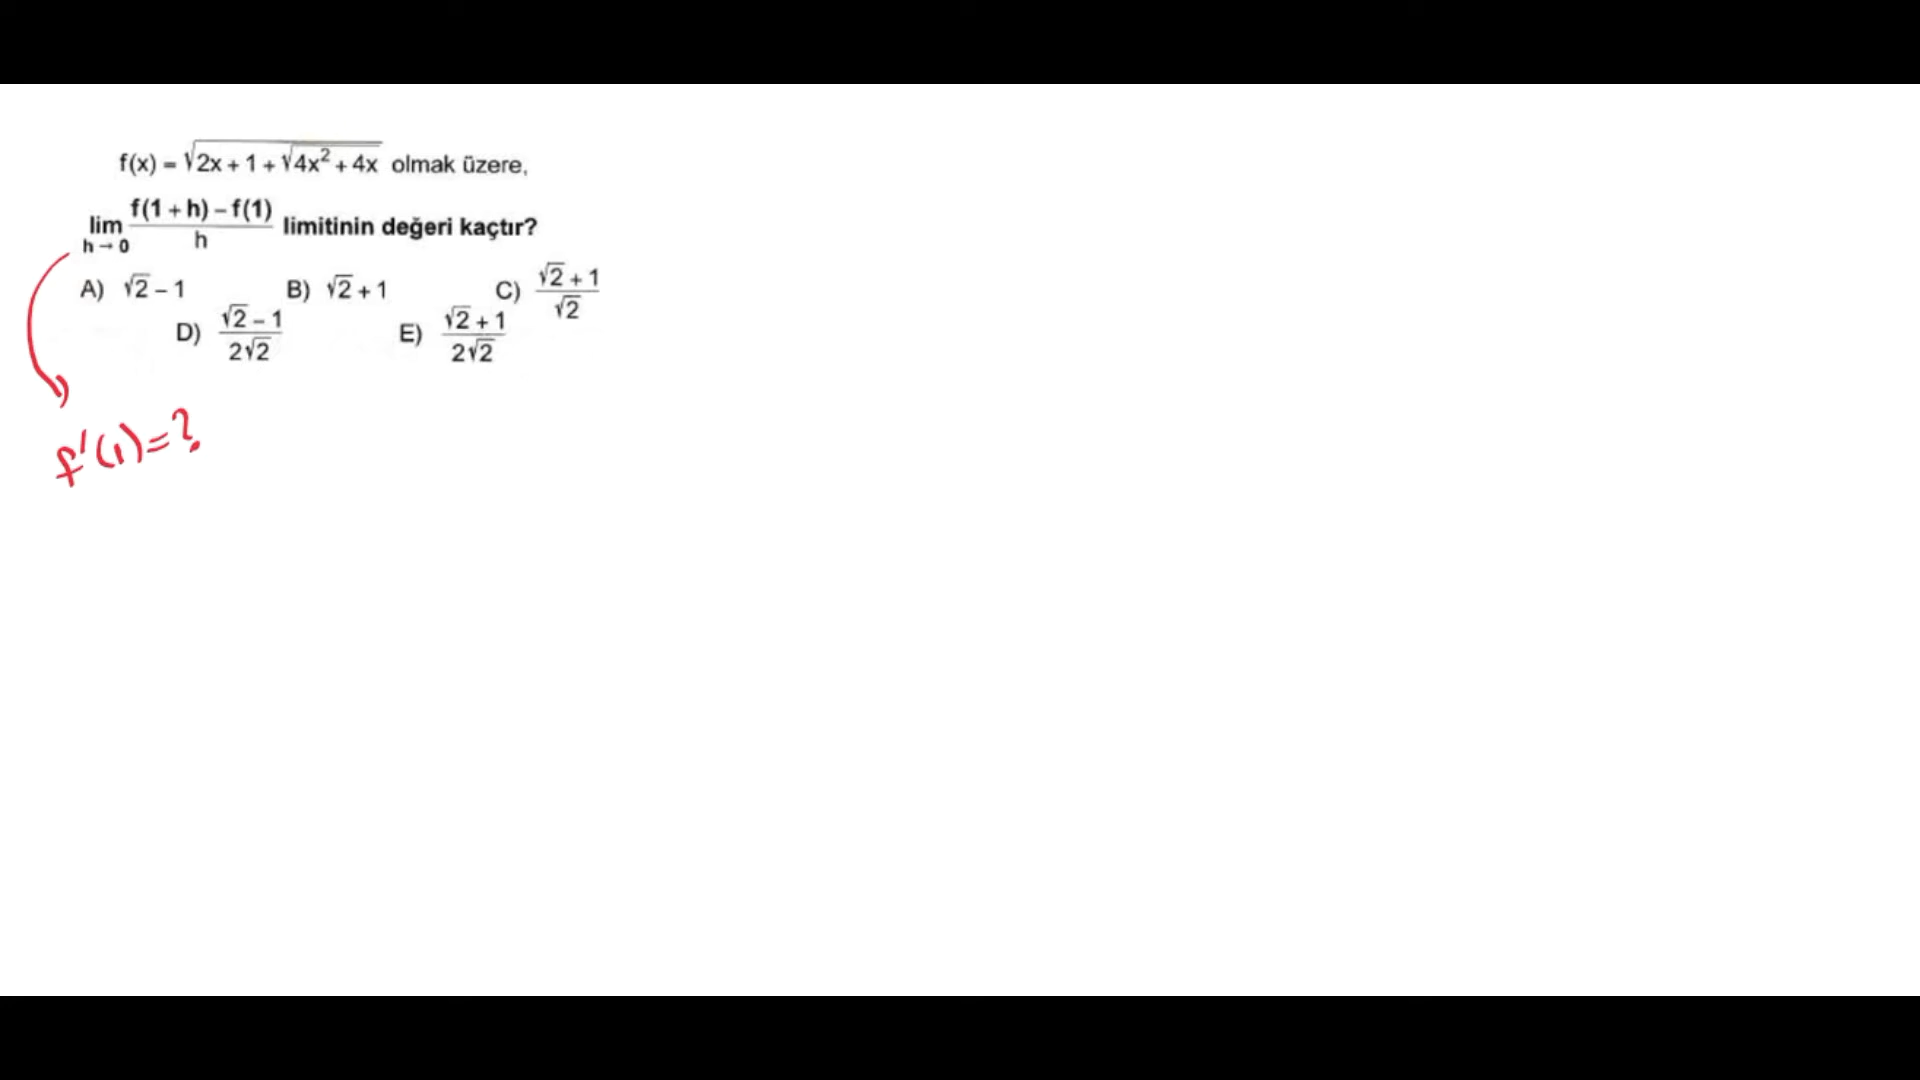 f(x) = √(2x + 1 + √(4x² + 4x)) olmak üzere,
lim h→0 (f(1 + h) – f(1))/h limitinin değeri kaçtır?
A) √2 – 1 B) √2 + 1 C) (√2 + 1)/√2
D) (√2 – 1)/(2√2) E) (√2 + 1)/(2√2)
f'(1)=?